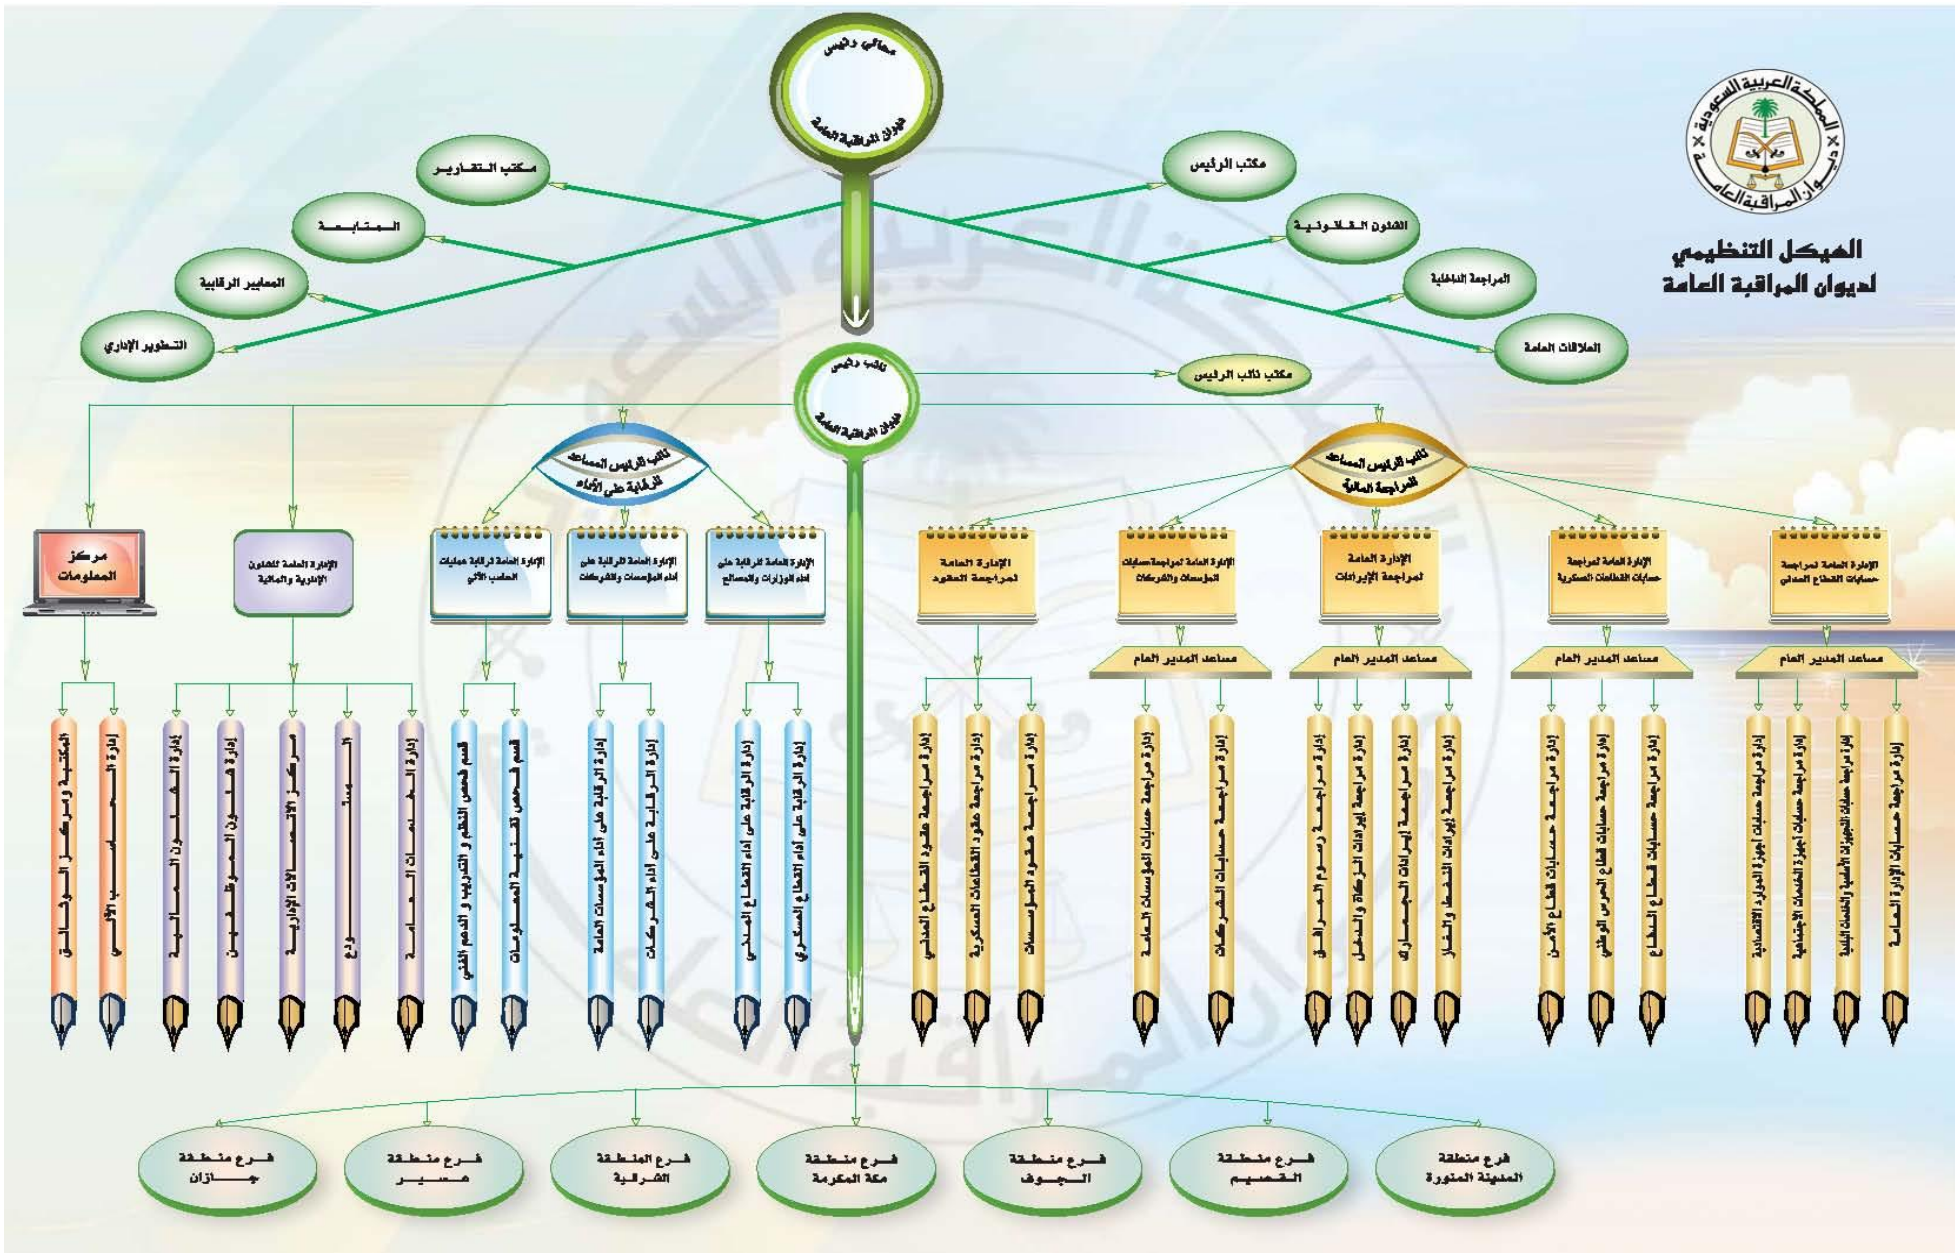 المملكة العربية السعودية
ديوان المراقبة العامة
الهيكل التنظيمي
لديوان المراقبة العامة
معالي رئيس
ديوان المراقبة العامة
مكتب الرئيس
الشئون القانونية
المراجعة الداخلية
العلاقات العامة
مكتب التقارير
المتابعة
المعايير الرقابية
التطوير الإداري
نائب رئيس
ديوان المراقبة العامة
مكتب نائب الرئيس
نائب الرئيس المساعد
للمراجعة المالية
نائب الرئيس المساعد
للرقابة على الأداء
الإدارة العامة لمراجعة
حسابات القطاع المدني
الإدارة العامة لمراجعة
حسابات القطاعات العسكرية
الإدارة العامة
لمراجعة الإيرادات
الإدارة العامة لمراجعة حسابات
المؤسسات والشركات
الإدارة العامة
لمراجعة العقود
الإدارة العامة للرقابة على
أداء الوزارات والمصالح
الإدارة العامة للرقابة على
أداء المؤسسات والشركات
الإدارة العامة لرقابة عمليات
الحاسب الآلي
الإدارة العامة للشئون
الإدارية والمالية
مركز
المعلومات
مساعد المدير العام
مساعد المدير العام
مساعد المدير العام
مساعد المدير العام
إدارة مراجعة حسابات الإدارة العامة
إدارة مراجعة حسابات التجهيزات الأساسية والخدمات البلدية
إدارة مراجعة حسابات أجهزة الخدمات الاجتماعية
إدارة مراجعة حسابات أجهزة الموارد الاقتصادية
إدارة مراجعة حسابات قطاع الدفاع
إدارة مراجعة حسابات قطاع الحرس الوطني
إدارة مراجعة حسابات قطاع الأمن
إدارة مراجعة إيرادات النفط والغاز
إدارة مراجعة إيرادات الجمارك
إدارة مراجعة إيرادات الزكاة والدخل
إدارة مراجعة رسوم المرافق
إدارة مراجعة حسابات الشركات
إدارة مراجعة حسابات المؤسسات العامة
إدارة مراجعة عقود المؤسسات
إدارة مراجعة عقود القطاعات العسكرية
إدارة مراجعة عقود القطاع المدني
إدارة الرقابة على أداء القطاع العسكري
إدارة الرقابة على أداء القطاع المدني
إدارة الرقابة على أداء الشركات
إدارة الرقابة على أداء المؤسسات العامة
قسم فحص تقنية المعلومات
قسم فحص النظم و التدريب و الدعم الفني
إدارة الخدمات العامة
المستودع
مركز الاتصالات الإدارية
إدارة شئون الموظفين
إدارة الشئون المالية
إدارة الحاسب الآلي
المكتبة ومركز الوثائق
فرع منطقة
المدينة المنورة
فرع منطقة
القصيم
فرع منطقة
الجوف
فرع منطقة
مكة المكرمة
فرع المنطقة
الشرقية
فرع منطقة
عسير
فرع منطقة
جازان